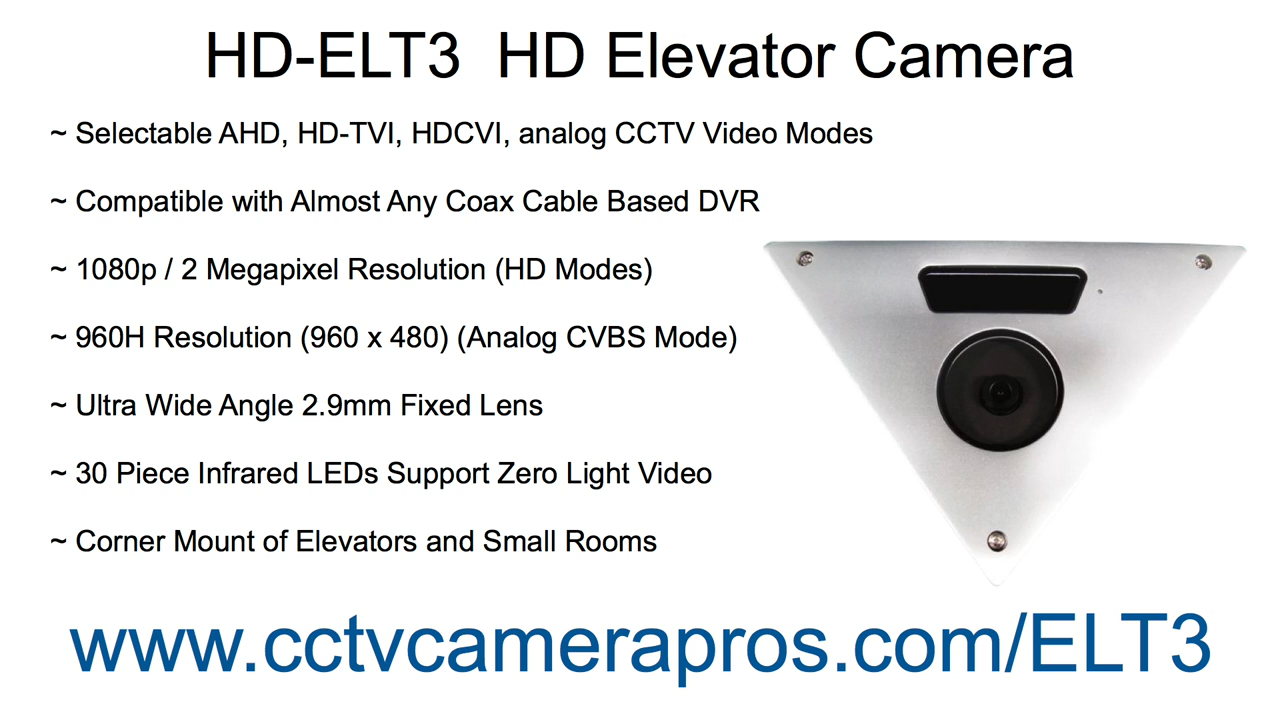 HD-ELT3 HD Elevator Camera
~ Selectable AHD, HD-TVI, HDCVI, analog CCTV Video Modes
~ Compatible with Almost Any Coax Cable Based DVR
~ 1080p / 2 Megapixel Resolution (HD Modes)
~ 960H Resolution (960 x 480) (Analog CVBS Mode)
~ Ultra Wide Angle 2.9mm Fixed Lens
~ 30 Piece Infrared LEDs Support Zero Light Video
~ Corner Mount of Elevators and Small Rooms
www.cctvcamerapros.com/ELT3